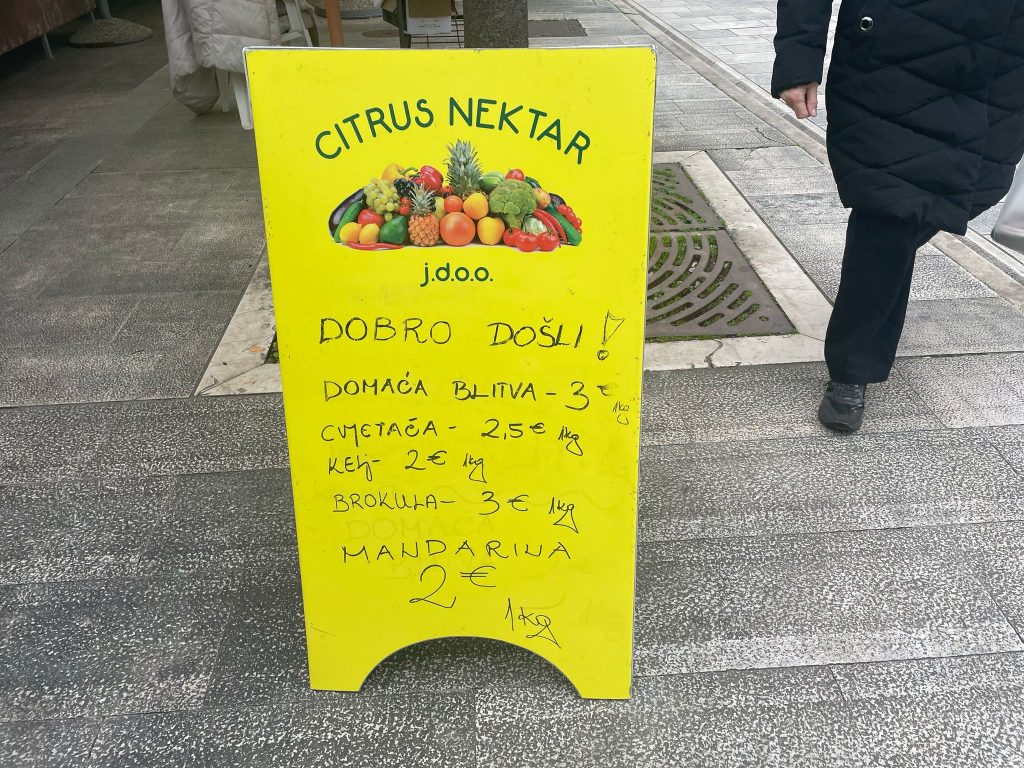 CITRUS NEKTAR
j.d.o.o.
DOBRO DOŠLI!
DOMAĆA BLITVA - 3 € 1kg
CVJETAČA - 2,5€ 1kg
KElj- 2€ 1kg
BROKULA- 3€ 1kg
MANDARINA
2€
1kg